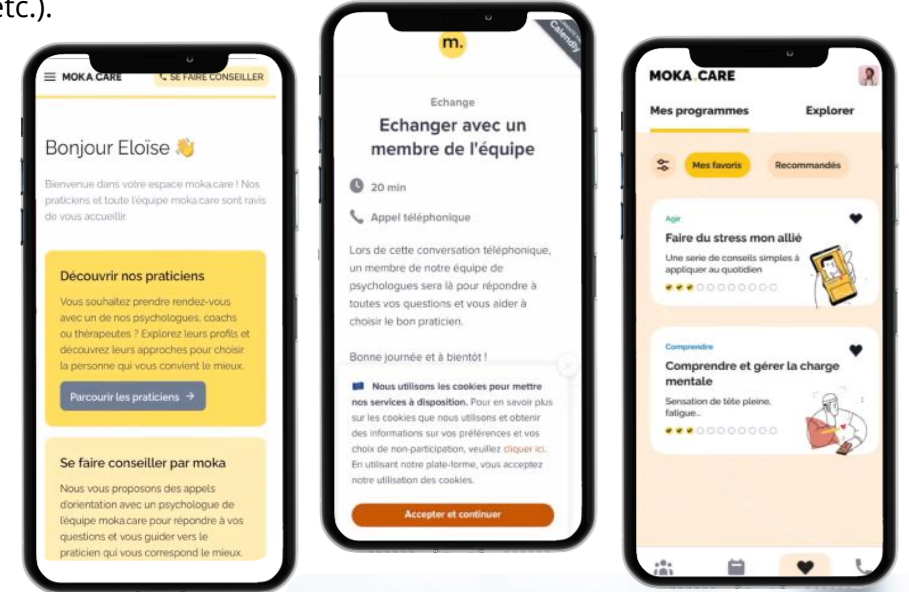 etc.).
MOKA.CARE
SE FAIRE CONSEILLER
Bonjour Eloïse 👋
Bienvenue dans votre espace moka.care ! Nos
praticiens et toute l'équipe moka.care sont ravis
de vous accueillir.
Découvrir nos praticiens
Vous souhaitez prendre rendez-vous
avec un de nos psychologues, coachs
ou thérapeutes ? Explorez leurs profils et
découvrez leurs approches pour choisir
la personne qui vous convient le mieux.
Parcourir les praticiens →
Se faire conseiller par moka
Nous vous proposons des appels
d'orientation avec un psychologue de
l'équipe moka.care pour répondre à vos
questions et vous guider vers le
praticien qui vous correspond le mieux.
m.
Calendly
Echange
Echanger avec un
membre de l'équipe
20 min
Appel téléphonique
Lors de cette conversation téléphonique,
un membre de notre équipe de
psychologues sera là pour répondre à
toutes vos questions et vous aider à
choisir le bon praticien.
Bonne journée et à bientôt !
Nous utilisons les cookies pour mettre
nos services à disposition. Pour en savoir plus
sur les cookies que nous utilisons et obtenir
des informations sur vos préférences et vos
choix de non-participation, veuillez cliquer ici.
En utilisant notre plate-forme, vous acceptez
notre utilisation des cookies.
Accepter et continuer
MOKA.CARE
Mes programmes
Explorer
Mes favoris
Recommandés
Agir
Faire du stress mon allié
Une serie de conseils simples à
appliquer au quotidien
Comprendre
Comprendre et gérer la charge
mentale
Sensation de tête pleine,
fatigue...